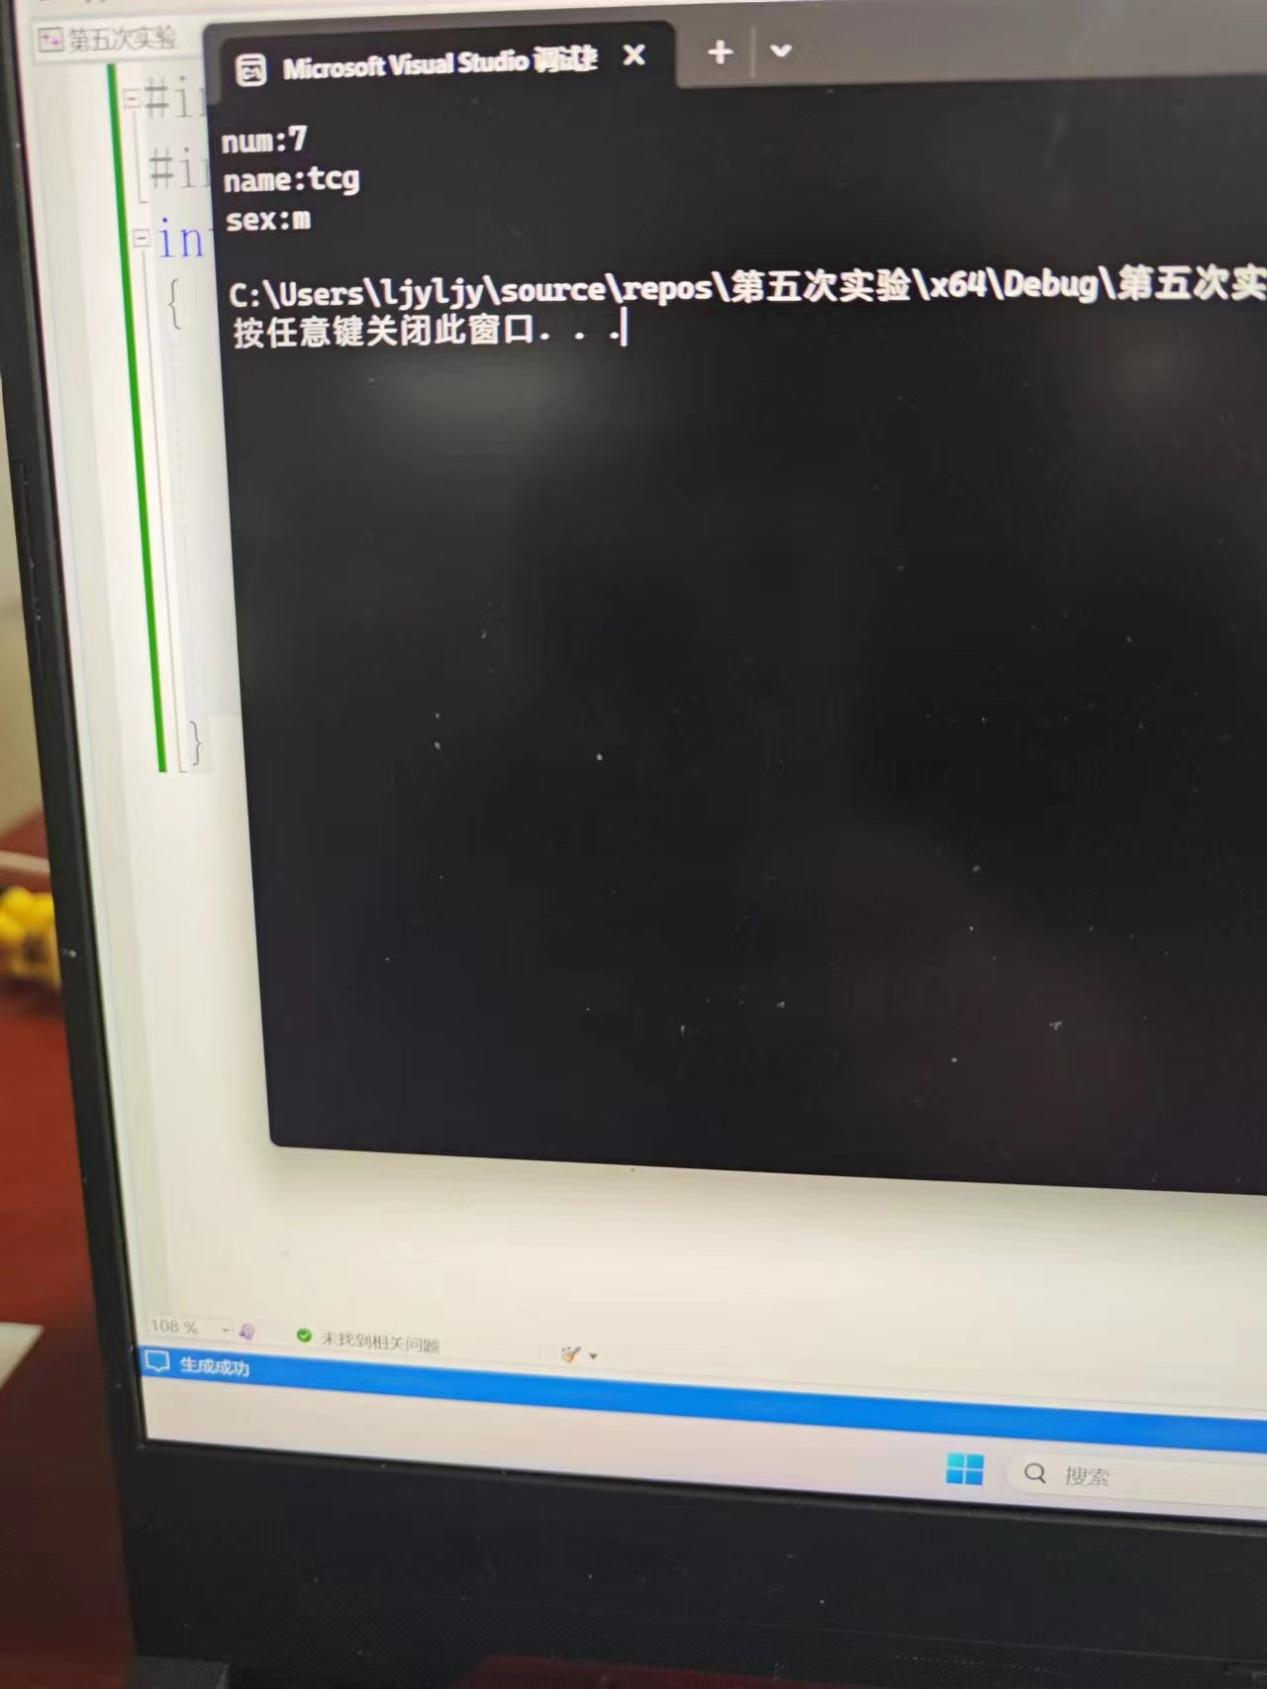 第五次实验
Microsoft Visual Studio 调试
#i
num:7
name:tcg
#i
sex:m
in
{
C:\Users\ljyljy\source\repos\第五次实验\x64\Debug\第五次实
按任意键关闭此窗口. . .
}
108 %
未找到相关问题
生成成功
搜索